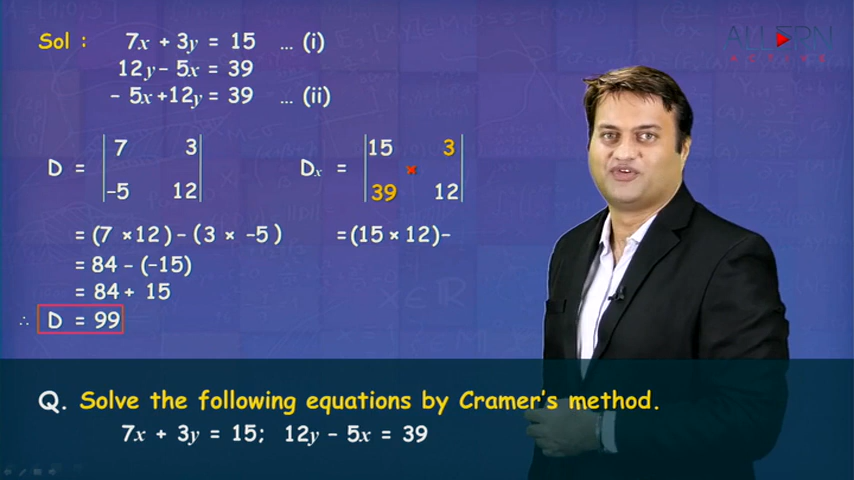 Sol : 7x + 3y = 15 ... (i)
12y - 5x = 39
- 5x +12y = 39 ... (ii)
D = | 7 3 |
| -5 12 |
= (7 ×12) - (3 × -5 )
= 84 - (-15)
= 84 + 15
∴ D = 99
Dx = | 15 3 |
×
| 39 12 |
= (15 × 12) -
Q. Solve the following equations by Cramer's method.
7x + 3y = 15; 12y - 5x = 39